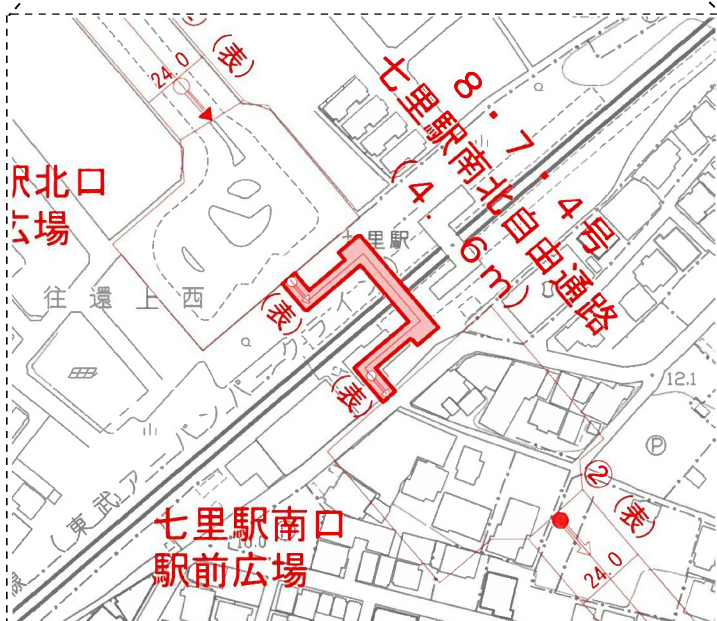 (表)
24.0
8・7・4号
七里駅南北自由通路
(4.6m)
駅北口
広場
七里駅
往還上西
(表)
(表)
12.1
P
(東武アーバンパークライン
②(表)
七里駅南口
駅前広場
10.0
24.0
線